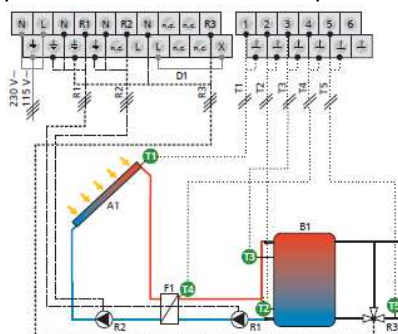 N L N R1 N R2 N n.c. n.c. R3
1 2 3 4 5 6
n.c. L L n.c. n.c. X
D1
230 V~
115 V~
R1
R2
R3
T1
T2
T3
T4
T5
T1
A1
B1
T3
F1
T4
T2
T5
R2
R1
R3